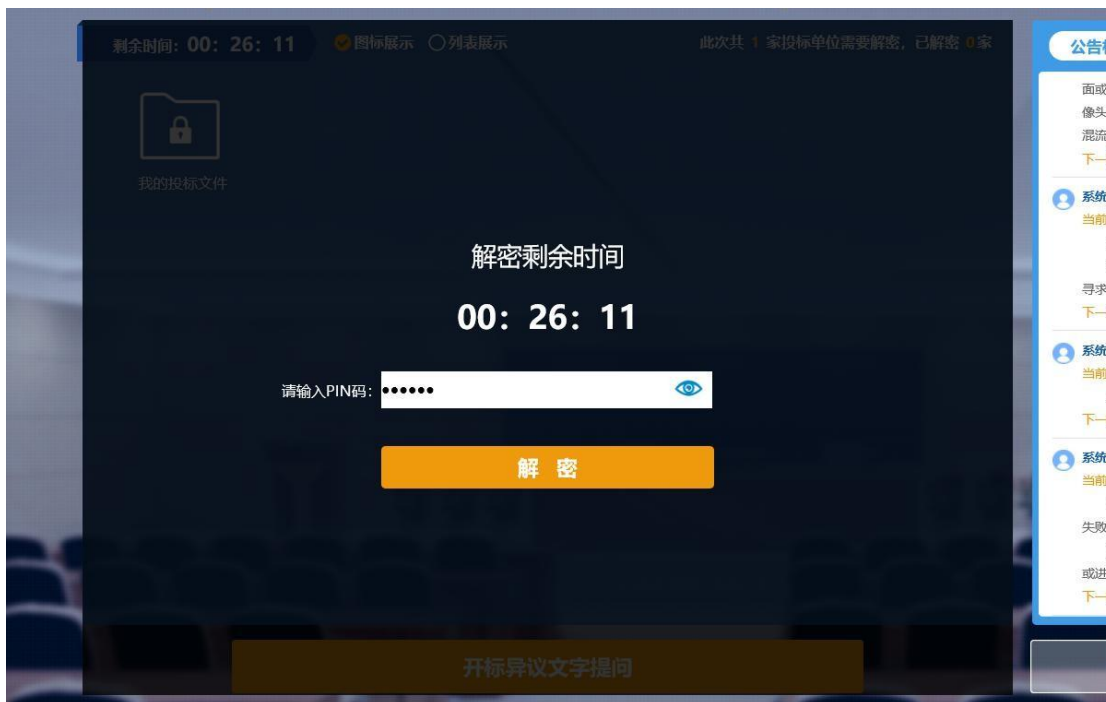 剩余时间：00：26：11
图标展示 列表展示
此次共 1 家投标单位需要解密，已解密 0家
我的投标文件
解密剩余时间
00：26：11
请输入PIN码：••••••
解 密
开标异议文字提问
公告
面或
像头
混流
下一
系统
当前
寻求
下一
系统
当前
下一
系统
当前
失败
或进
下一